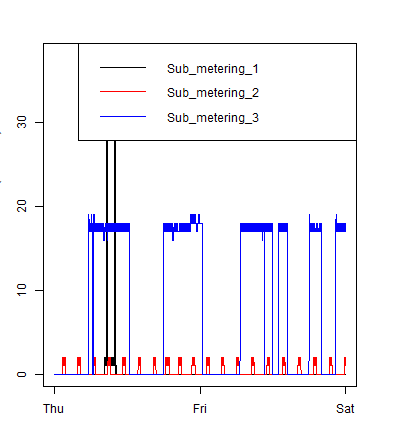 Sub_metering_1
Sub_metering_2
Sub_metering_3
30
20
10
0
Thu Fri Sat